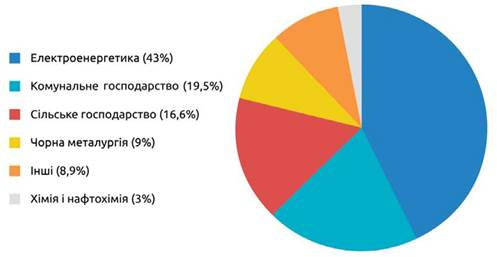 Електроенергетика (43%)
Комунальне господарство (19,5%)
Сільське господарство (16,6%)
Чорна металургія (9%)
Інші (8,9%)
Хімія і нафтохімія (3%)